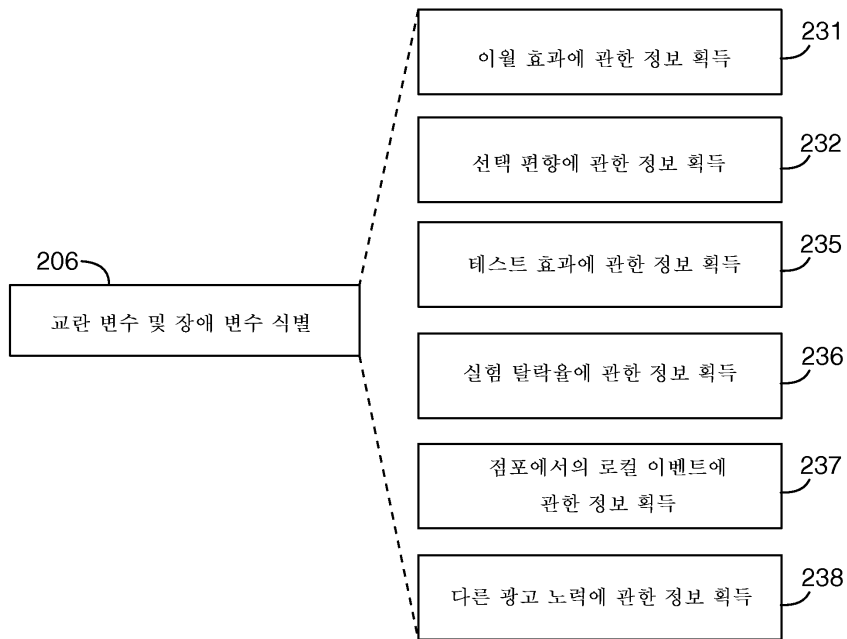 231
이월 효과에 관한 정보 획득
232
선택 편향에 관한 정보 획득
235
테스트 효과에 관한 정보 획득
206
교란 변수 및 장애 변수 식별
236
실험 탈락율에 관한 정보 획득
237
점포에서의 로컬 이벤트에
관한 정보 획득
238
다른 광고 노력에 관한 정보 획득